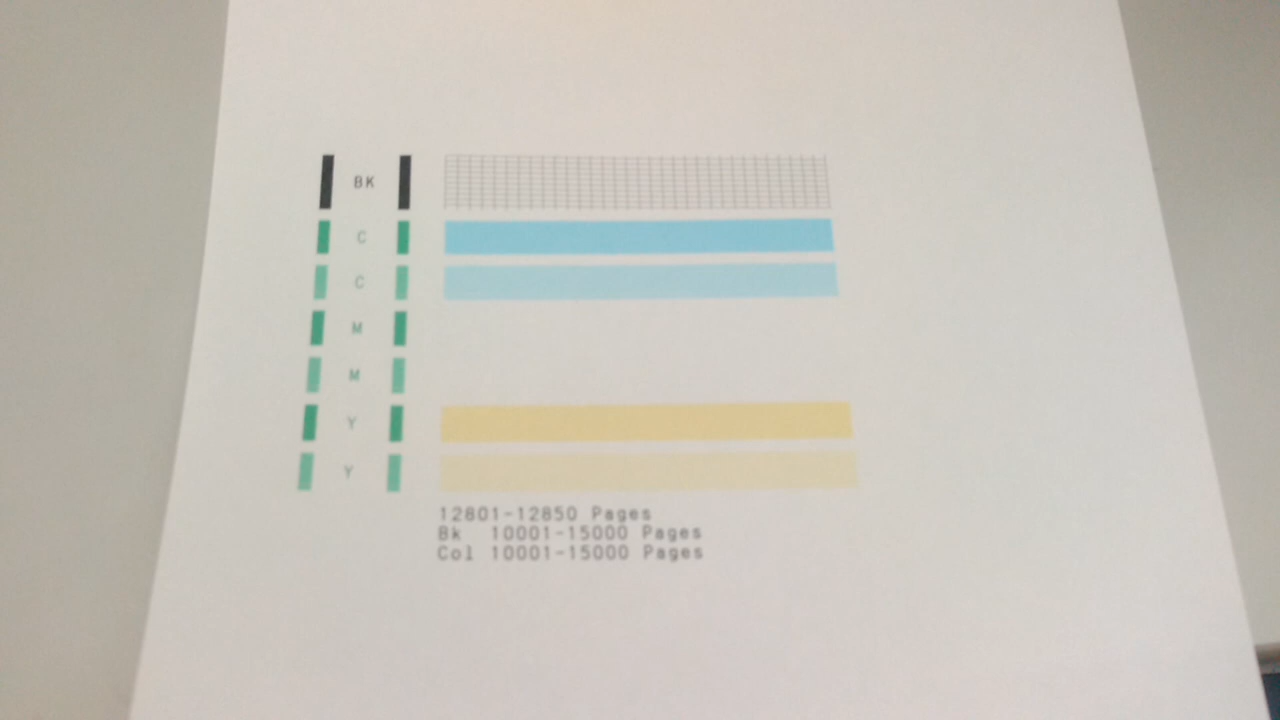 BK
C
C
M
M
Y
Y
12801-12850 Pages
Bk 10001-15000 Pages
Col 10001-15000 Pages